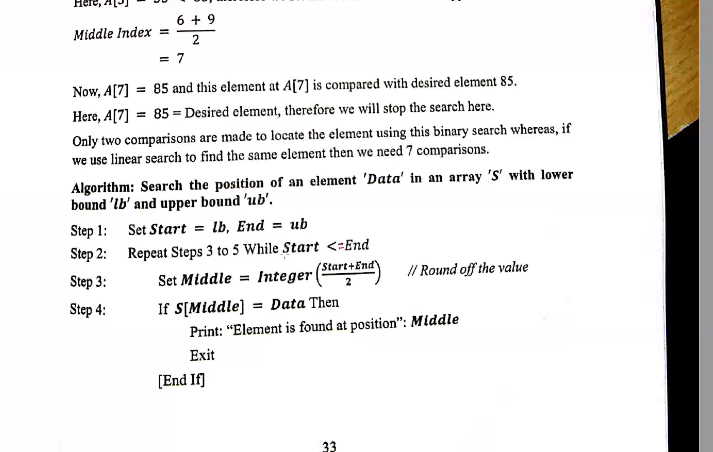 Middle Index = 6 + 9 / 2
= 7
Now, A[7] = 85 and this element at A[7] is compared with desired element 85.
Here, A[7] = 85 = Desired element, therefore we will stop the search here.
Only two comparisons are made to locate the element using this binary search whereas, if
we use linear search to find the same element then we need 7 comparisons.
Algorithm: Search the position of an element 'Data' in an array 'S' with lower
bound 'lb' and upper bound 'ub'.
Step 1: Set Start = lb, End = ub
Step 2: Repeat Steps 3 to 5 While Start <=End
Step 3: Set Middle = Integer (Start+End / 2) // Round off the value
Step 4: If S[Middle] = Data Then
Print: “Element is found at position”: Middle
Exit
[End If]
33